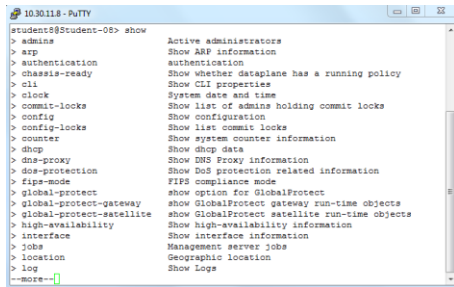 10.30.11.8 - PuTTY
student8@Student-08> show
> admins Active administrators
> arp Show ARP information
> authentication authentication
> chassis-ready Show whether dataplane has a running policy
> cli Show CLI properties
> clock System date and time
> commit-locks Show list of admins holding commit locks
> config Show configuration
> config-locks Show list commit locks
> counter Show system counter information
> dhcp Show dhcp data
> dns-proxy Show DNS Proxy information
> dos-protection Show DoS protection related information
> fips-mode FIPS compliance mode
> global-protect show option for GlobalProtect
> global-protect-gateway show GlobalProtect gateway run-time objects
> global-protect-satellite show GlobalProtect satellite run-time objects
> high-availability Show high-availability information
> interface Show interface information
> jobs Management server jobs
> location Geographic location
> log Show Logs
--more--